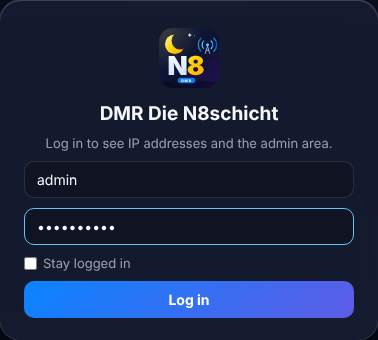 N8
DMR
DMR Die N8schicht
Log in to see IP addresses and the admin area.
admin
••••••••••
Stay logged in
Log in